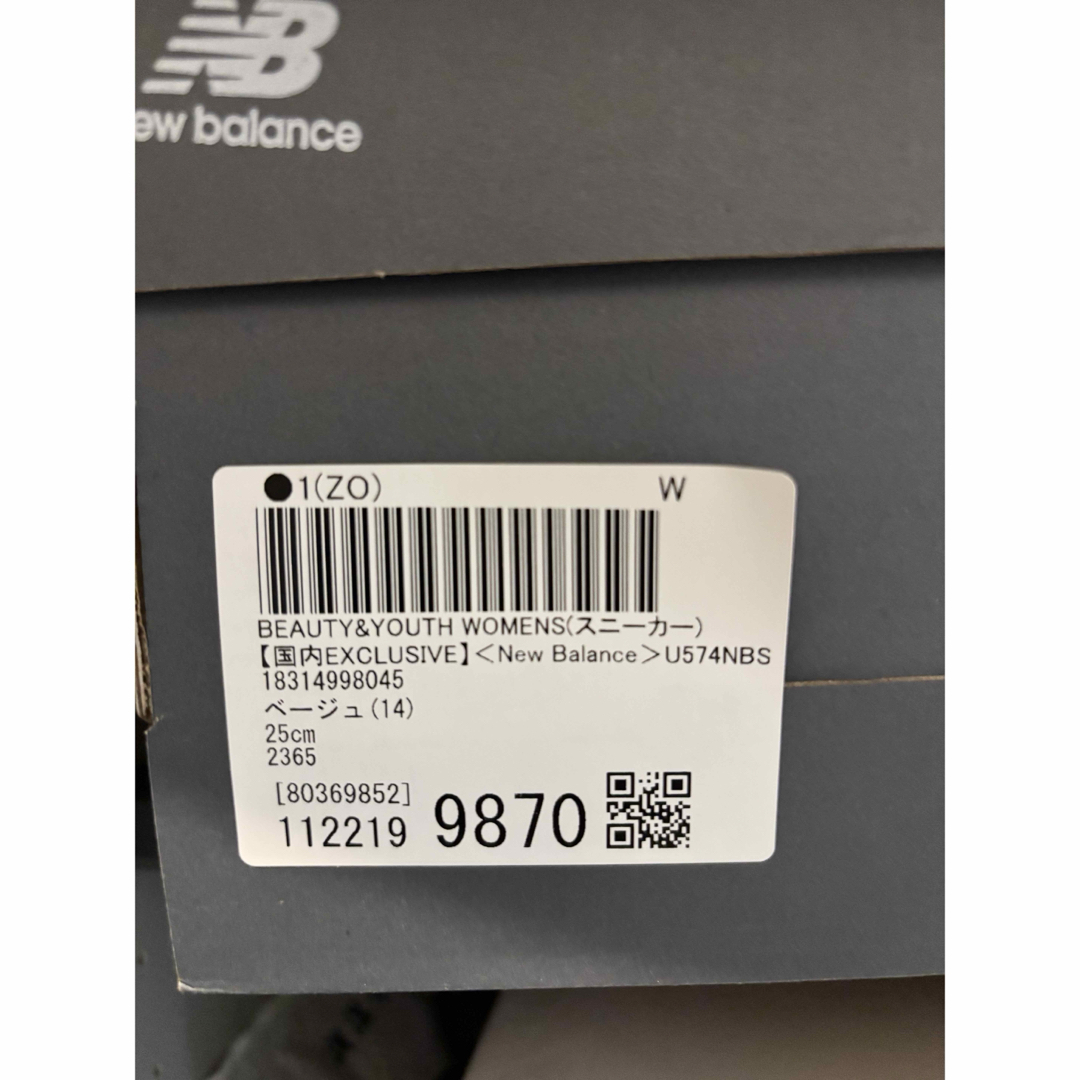 new balance
●1(ZO) W
BEAUTY&YOUTH WOMENS(スニーカー)
【国内EXCLUSIVE】＜New Balance＞U574NBS
18314998045
ベージュ(14)
25cm
2365
[80369852]
112219 9870